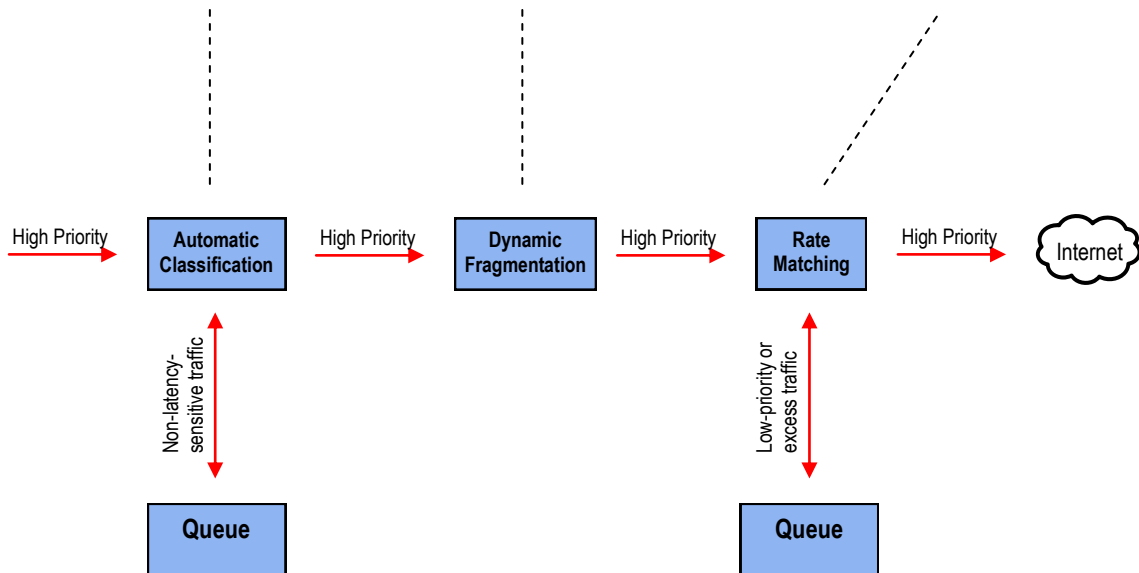 High Priority
Automatic
Classification
High Priority
Dynamic
Fragmentation
High Priority
Rate
Matching
High Priority
Internet
Non-latency-
sensitive traffic
Low-priority or
excess traffic
Queue
Queue